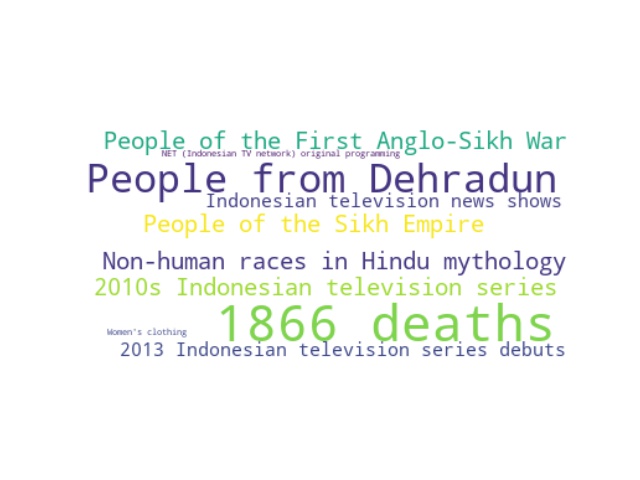 People of the First Anglo-Sikh War
NET (Indonesian TV network) original programming
People from Dehradun
Indonesian television news shows
People of the Sikh Empire
Non-human races in Hindu mythology
2010s Indonesian television series
1866 deaths
Women's clothing
2013 Indonesian television series debuts